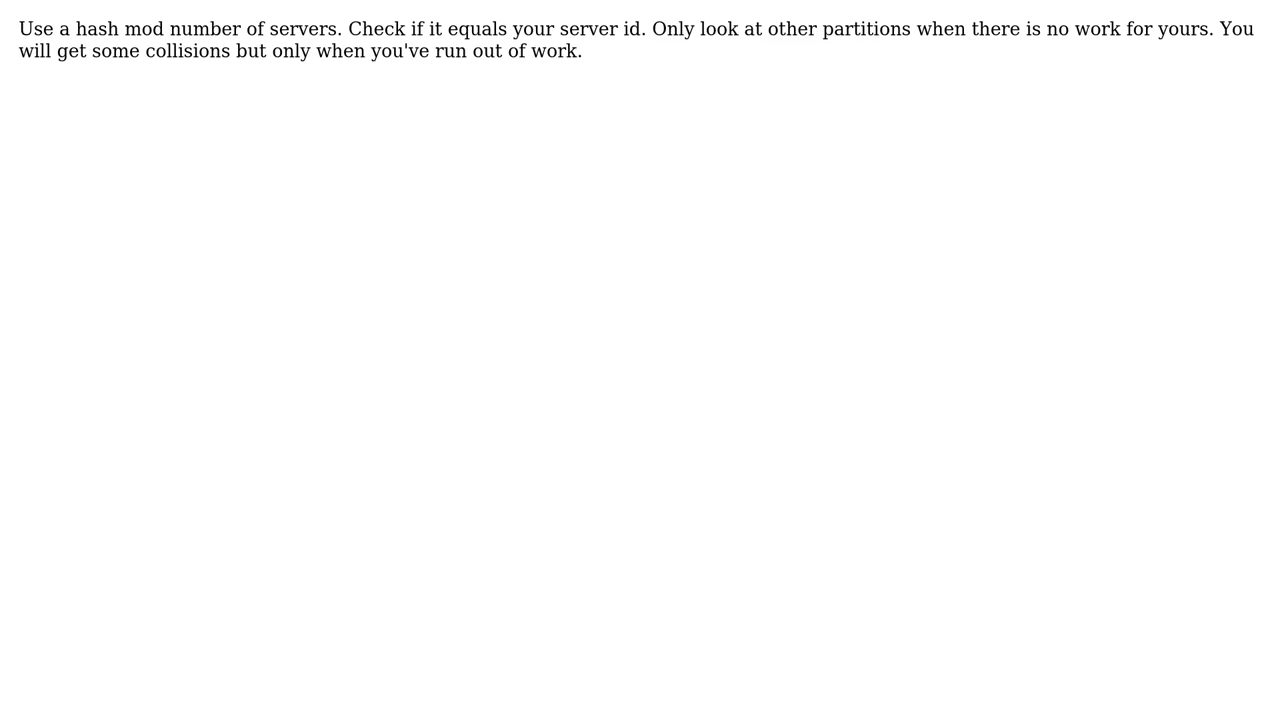 Use a hash mod number of servers. Check if it equals your server id. Only look at other partitions when there is no work for yours. You
will get some collisions but only when you've run out of work.